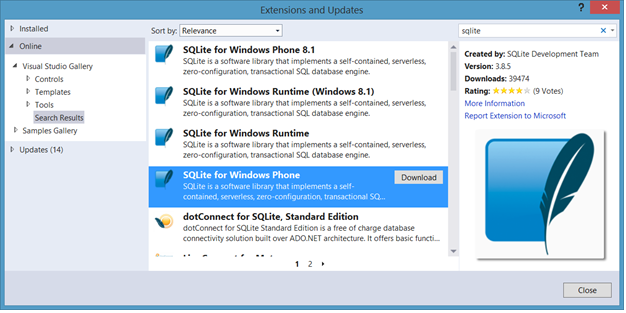 Extensions and Updates
? ×
Installed
Online
Visual Studio Gallery
Controls
Templates
Tools
Search Results
Samples Gallery
Updates (14)
Sort by: Relevance
SQLite for Windows Phone 8.1
SQLite is a software library that implements a self-contained, serverless,
zero-configuration, transactional SQL database engine.
SQLite for Windows Runtime (Windows 8.1)
SQLite is a software library that implements a self-contained, serverless,
zero-configuration, transactional SQL database engine.
SQLite for Windows Runtime
SQLite is a software library that implements a self-contained, serverless,
zero-configuration, transactional SQL database engine.
SQLite for Windows Phone
Download
SQLite is a software library that implements a self-
contained, serverless, zero-configuration, transactional SQ...
dotConnect for SQLite, Standard Edition
dotConnect for SQLite Standard Edition is a free of charge database
connectivity solution built over ADO.NET architecture. It offers basic functi...
1 2
sqlite ×
Created by: SQLite Development Team
Version: 3.8.5
Downloads: 39474
Rating: (9 Votes)
More Information
Report Extension to Microsoft
Close